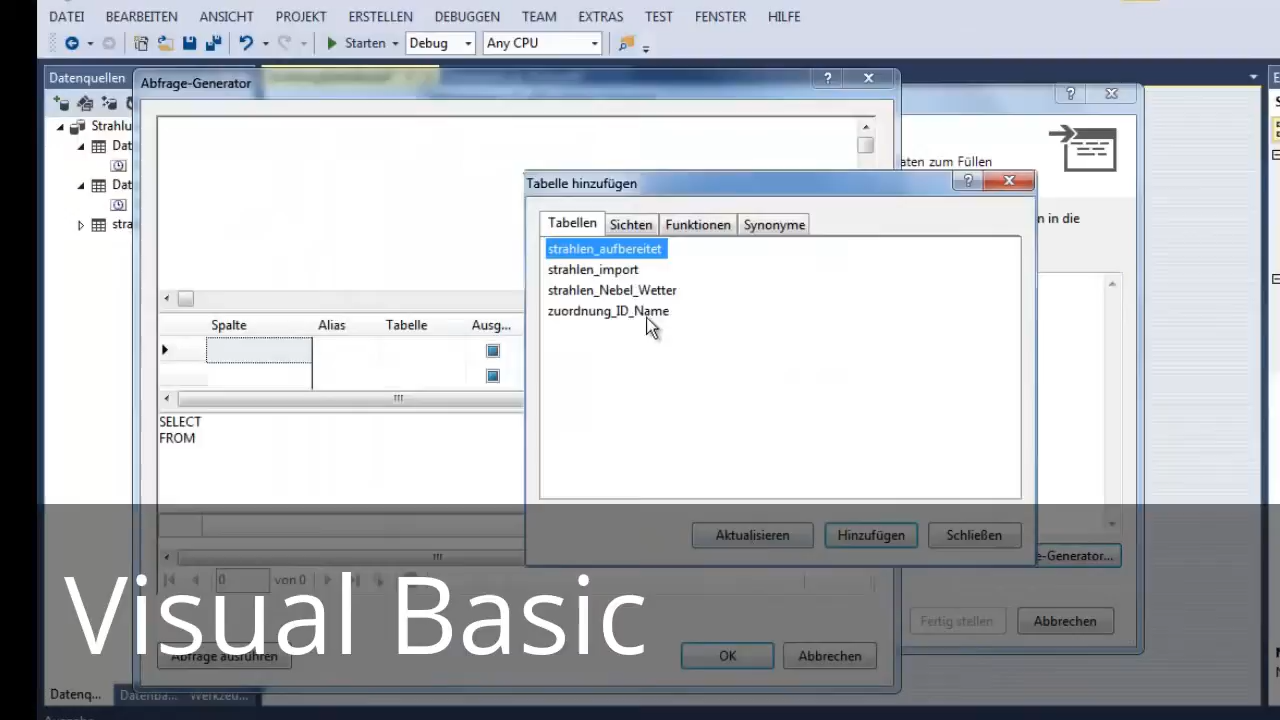 DATEI BEARBEITEN ANSICHT PROJEKT ERSTELLEN DEBUGGEN TEAM EXTRAS TEST FENSTER HILFE
Starten Debug Any CPU
Datenquellen
Abfrage-Generator
? ?
Strahlu
Dat
Dat
stra
aten zum Füllen
n in die
Tabelle hinzufügen
?
Tabellen Sichten Funktionen Synonyme
strahlen_aufbereitet
strahlen_import
strahlen_Nebel_Wetter
zuordnung_ID_Name
Spalte Alias Tabelle Ausg...
SELECT
FROM
Aktualisieren Hinzufügen Schließen
e-Generator...
0 von 0
Visual Basic
Fertig stellen Abbrechen
Abfrage ausführen OK Abbrechen
Datenq... Datenba... Werkzeu...